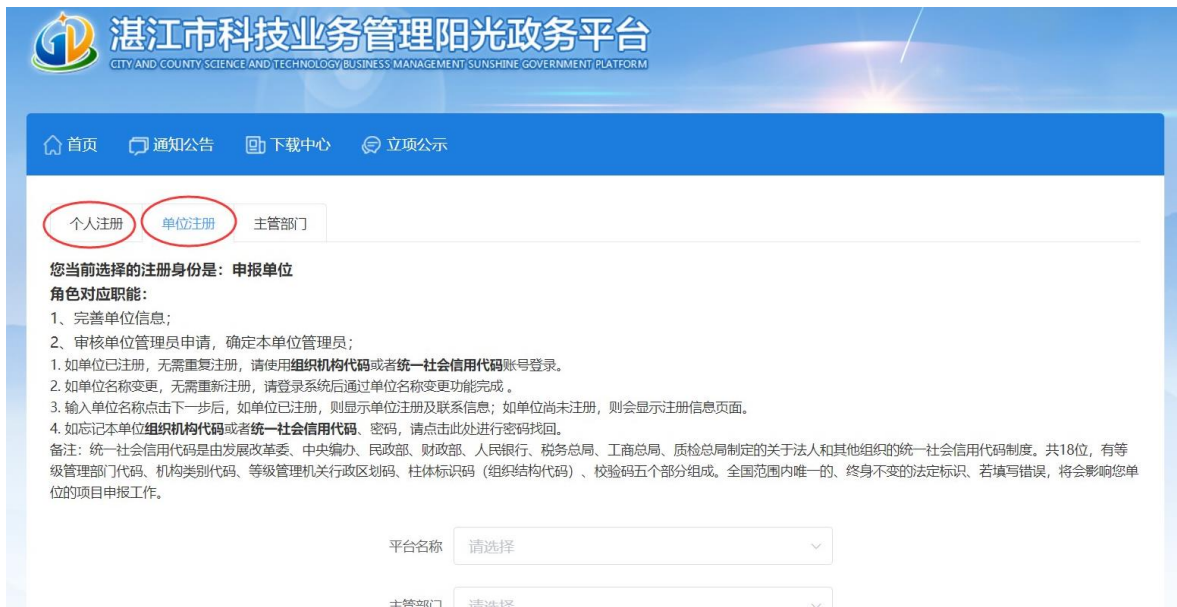 湛江市科技业务管理阳光政务平台
CITY AND COUNTY SCIENCE AND TECHNOLOGY BUSINESS MANAGEMENT SUNSHINE GOVERNMENT PLATFORM
首页 通知公告 下载中心 立项公示
个人注册 单位注册 主管部门
您当前选择的注册身份是：申报单位
角色对应职能：
1、完善单位信息；
2、审核单位管理员申请，确定本单位管理员；
1. 如单位已注册，无需重复注册，请使用组织机构代码或者统一社会信用代码账号登录。
2. 如单位名称变更，无需重新注册，请登录系统后通过单位名称变更功能完成 。
3. 输入单位名称点击下一步后，如单位已注册，则显示单位注册及联系信息；如单位尚未注册，则会显示注册信息页面。
4. 如忘记本单位组织机构代码或者统一社会信用代码、密码，请点击此处进行密码找回。
备注：统一社会信用代码是由发展改革委、中央编办、民政部、财政部、人民银行、税务总局、工商总局、质检总局制定的关于法人和其他组织的统一社会信用代码制度。共18位，有等
级管理部门代码、机构类别代码、等级管理机关行政区划码、柱体标识码（组织结构代码）、校验码五个部分组成。全国范围内唯一的、终身不变的法定标识、若填写错误，将会影响您单
位的项目申报工作。
平台名称 请选择
主管部门 请选择